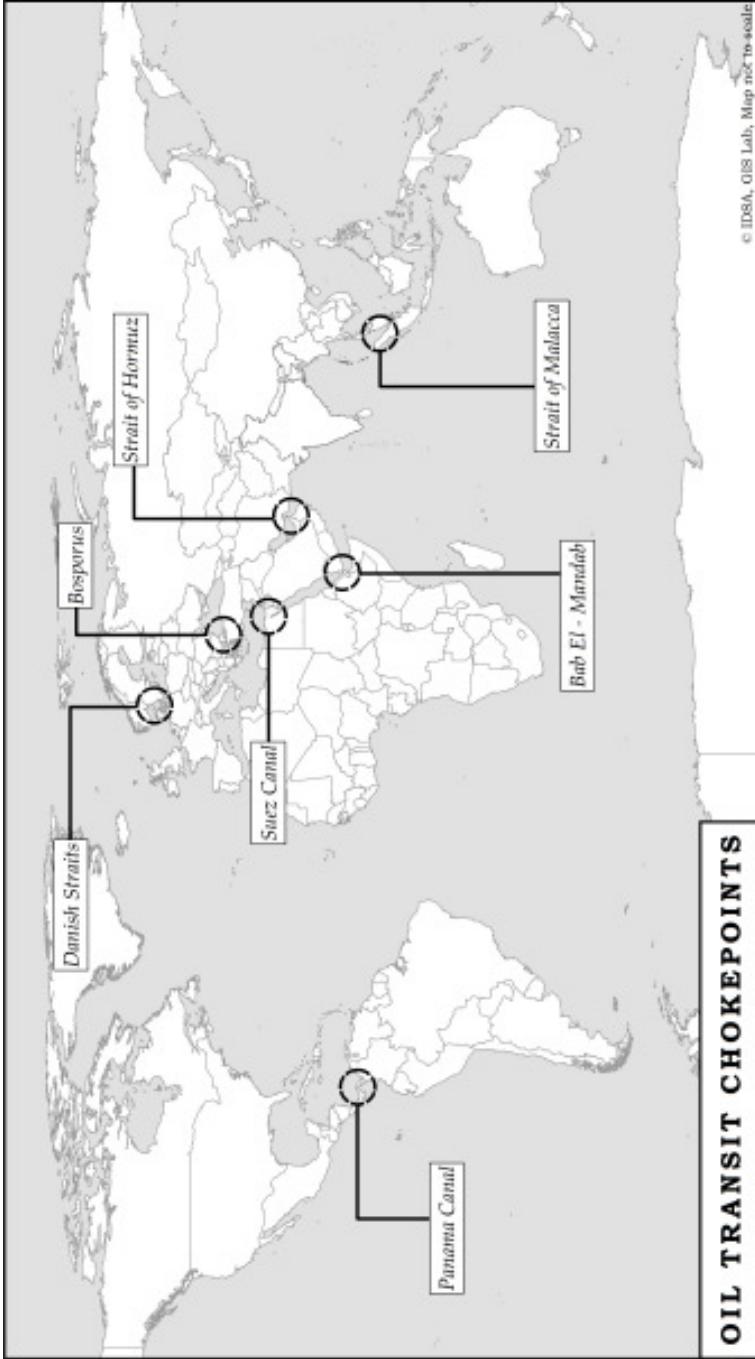 Danish Straits
Bosporus
Strait of Hormuz
Suez Canal
Panama Canal
Bab El - Mandab
Strait of Malacca
OIL TRANSIT CHOKEPOINTS
© IDSA, GIS Lab, Map not to scale